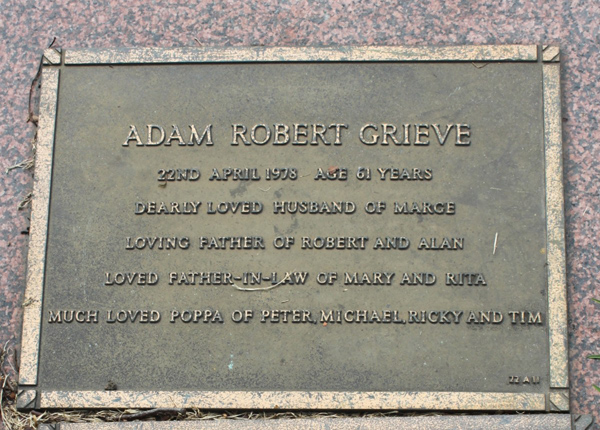 ADAM ROBERT GRIEVE
22ND APRIL 1978 AGE 61 YEARS
DEARLY LOVED HUSBAND OF MARGE
LOVING FATHER OF ROBERT AND ALAN
LOVED FATHER-IN-LAW OF MARY AND RITA
MUCH LOVED POPPA OF PETER, MICHAEL, RICKY AND TIM